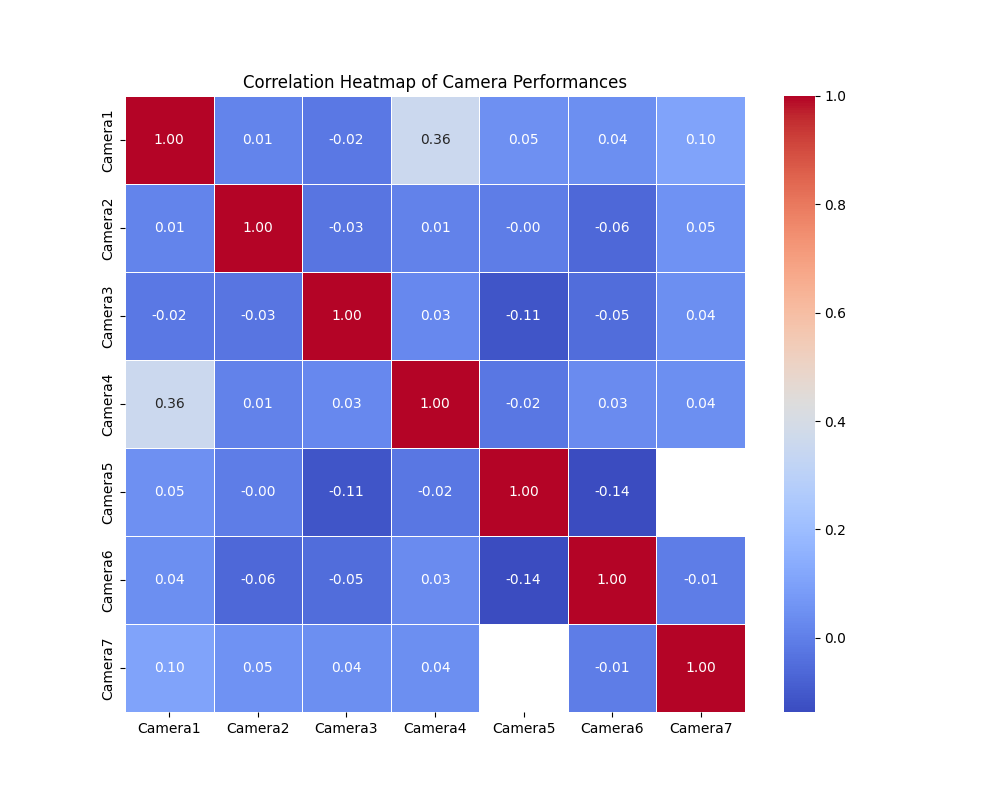 Correlation Heatmap of Camera Performances
Camera1 1.00 0.01 -0.02 0.36 0.05 0.04 0.10
Camera2 0.01 1.00 -0.03 0.01 -0.00 -0.06 0.05
Camera3 -0.02 -0.03 1.00 0.03 -0.11 -0.05 0.04
Camera4 0.36 0.01 0.03 1.00 -0.02 0.03 0.04
Camera5 0.05 -0.00 -0.11 -0.02 1.00 -0.14
Camera6 0.04 -0.06 -0.05 0.03 -0.14 1.00 -0.01
Camera7 0.10 0.05 0.04 0.04 -0.01 1.00
Camera1 Camera2 Camera3 Camera4 Camera5 Camera6 Camera7
1.0
0.8
0.6
0.4
0.2
0.0